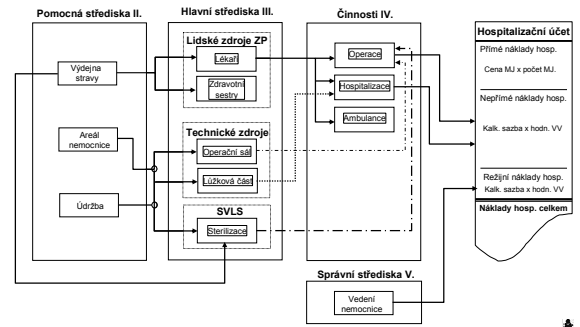 Pomocná střediska II.
Výdejna
stravy
Areál
nemocnice
Údržba
Hlavní střediska III.
Lidské zdroje ZP
Lékaři
Zdravotní
sestry
Technické zdroje
Operační sál
Lůžková část
SVLS
Sterilizace
Činnosti IV.
Operace
Hospitalizace
Ambulance
Správní střediska V.
Vedení
nemocnice
Hospitalizační účet
Přímé náklady hosp.
Cena MJ x počet MJ.
Nepřímé náklady hosp.
Kalk. sazba x hodn. VV
Režijní náklady hosp.
Kalk. sazba x hodn. VV
Náklady hosp. celkem